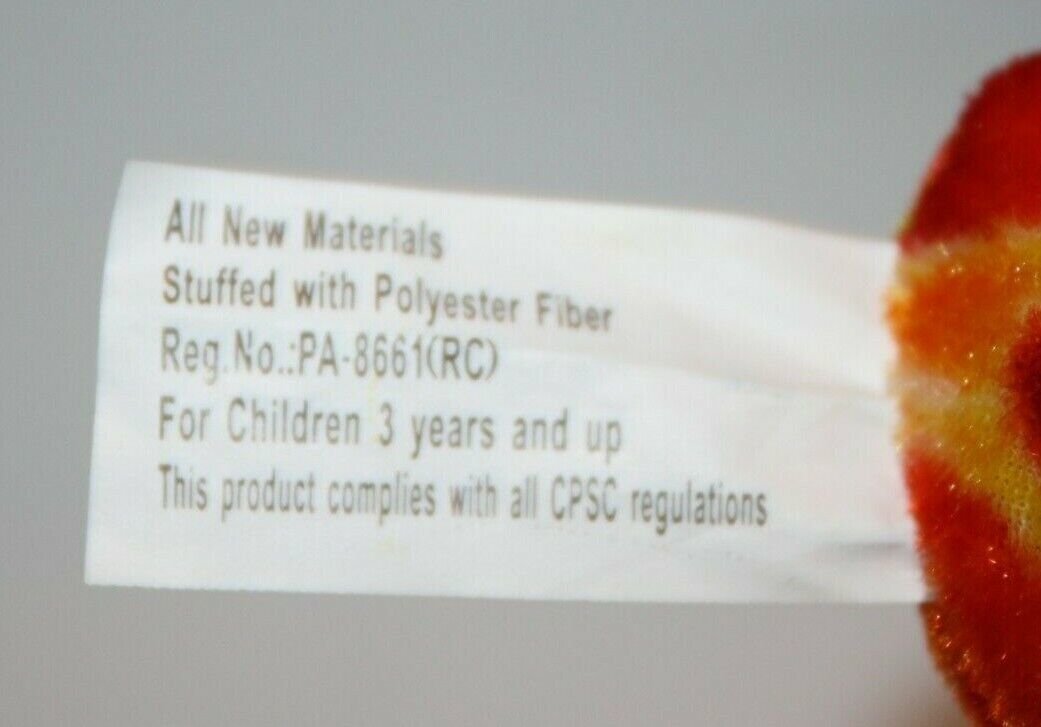 All New Materials
Stuffed with Polyester Fiber
Reg.No.:PA-8661(RC)
For Children 3 years and up
This product complies with all CPSC regulations